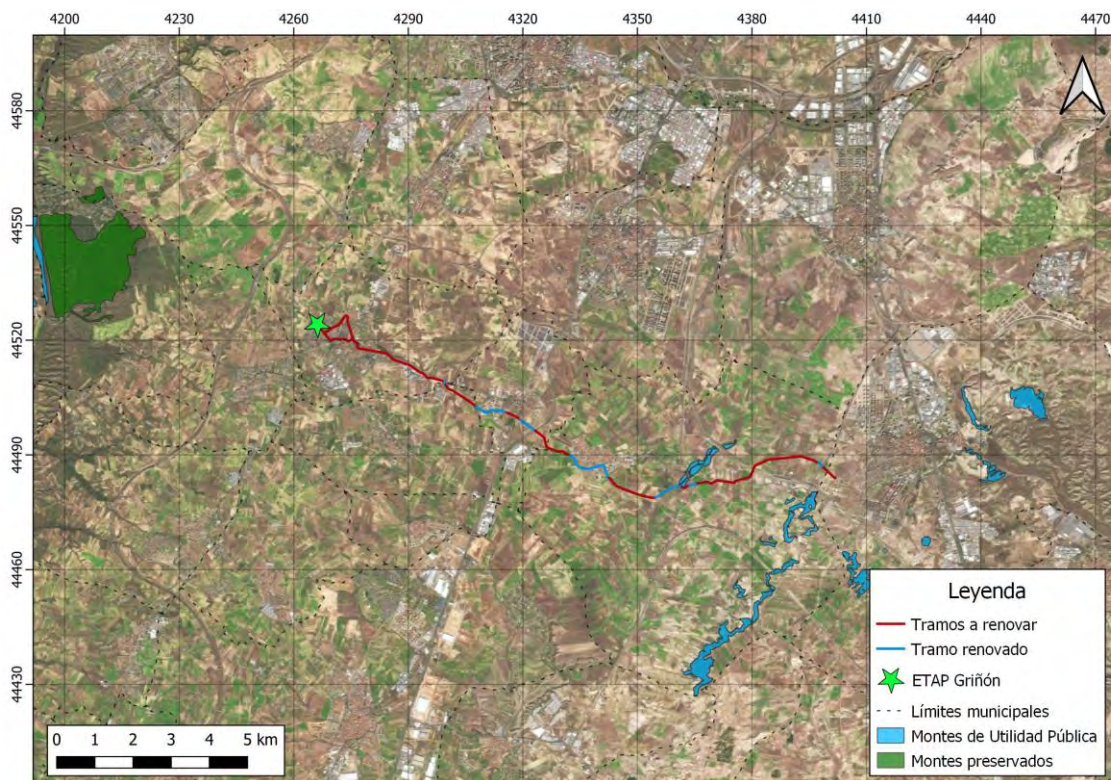 4200 4230 4260 4290 4320 4350 4380 4410 4440 4470
44580
44550
44520
44490
44460
44430
Leyenda
Tramos a renovar
Tramo renovado
ETAP Griñón
Límites municipales
Montes de Utilidad Pública
Montes preservados
0 1 2 3 4 5 km